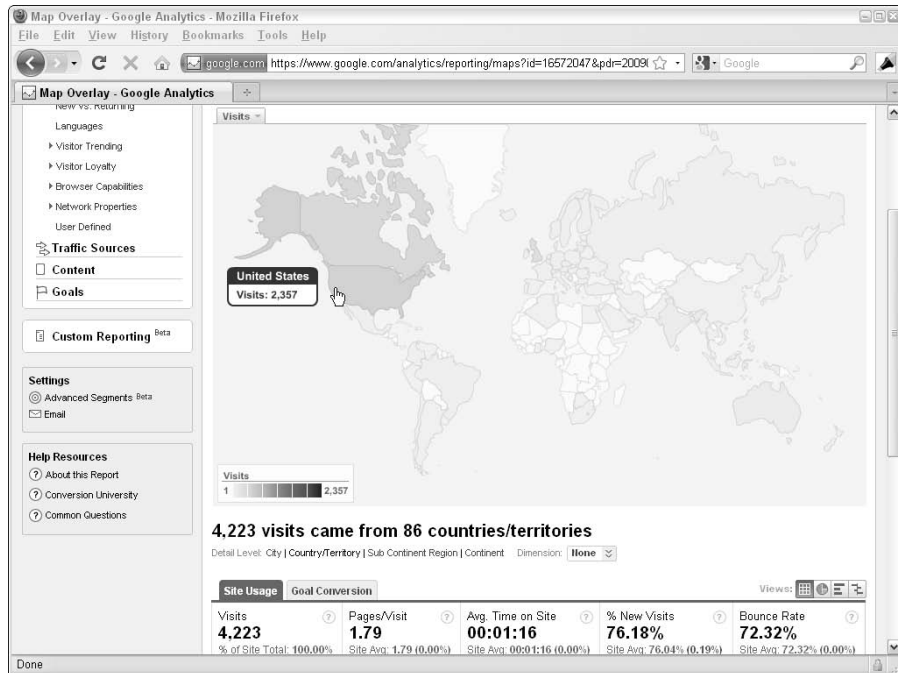 Map Overlay - Google Analytics - Mozilla Firefox
File Edit View History Bookmarks Tools Help
google.com https://www.google.com/analytics/reporting/maps?id=16572047&pdr=2009 Google
Map Overlay - Google Analytics
New vs. Returning
Languages
Visitor Trending
Visitor Loyalty
Browser Capabilities
Network Properties
User Defined
Traffic Sources
Content
Goals
Custom Reporting Beta
Settings
Advanced Segments Beta
Email
Help Resources
About this Report
Conversion University
Common Questions
Visits
United States
Visits: 2,357
Visits
1 2,357
4,223 visits came from 86 countries/territories
Detail Level: City | Country/Territory | Sub Continent Region | Continent Dimension: None
Site Usage Goal Conversion Views:
Visits Pages/Visit Avg. Time on Site % New Visits Bounce Rate
4,223 1.79 00:01:16 76.18% 72.32%
% of Site Total: 100.00% Site Avg: 1.79 (0.00%) Site Avg: 00:01:16 (0.00%) Site Avg: 76.04% (0.19%) Site Avg: 72.32% (0.00%)
Done